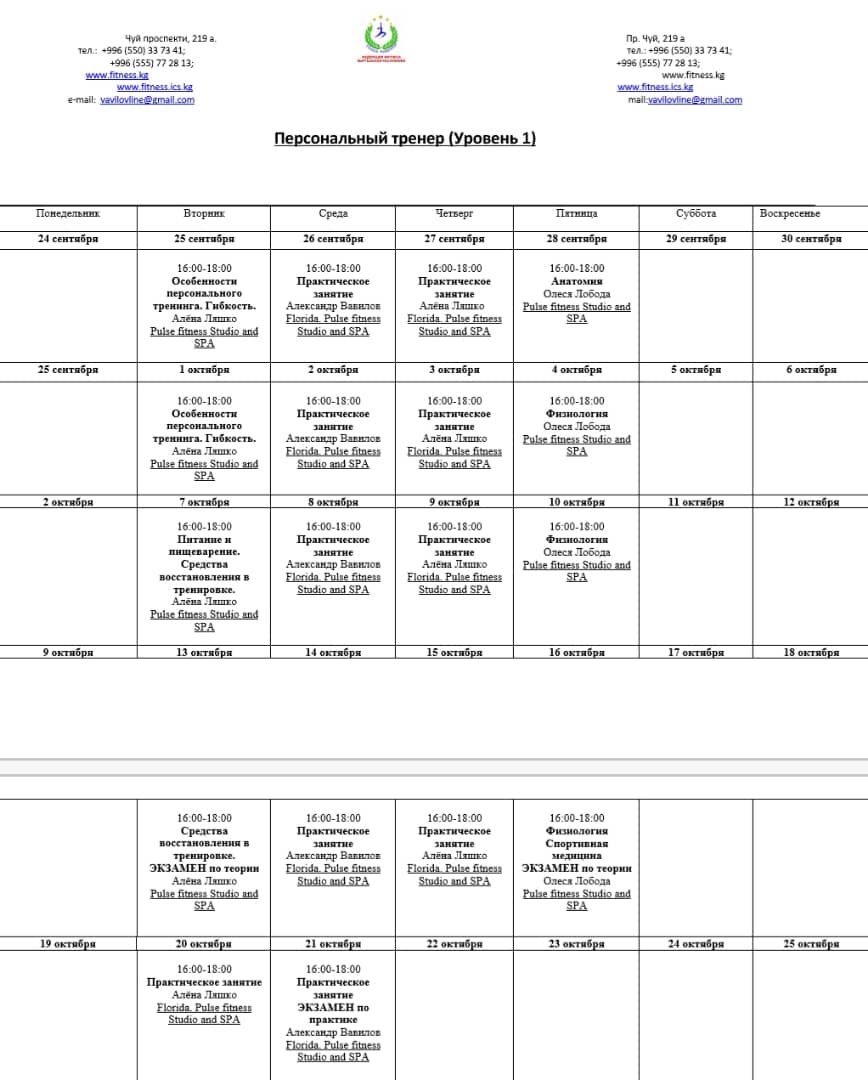 Чуй проспекти, 219 а.
тел.: +996 (550) 33 73 41;
+996 (555) 77 28 13;
www.fitness.kg
www.fitness.ics.kg
e-mail: vavilovline@gmail.com
Пр. Чуй, 219 а
тел.: +996 (550) 33 73 41;
+996 (555) 77 28 13;
www.fitness.kg
www.fitness.ics.kg
mail:vavilovline@gmail.com
Персональный тренер (Уровень 1)
Понедельник Вторник Среда Четверг Пятница Суббота Воскресенье
24 сентября 25 сентября 26 сентября 27 сентября 28 сентября 29 сентября 30 сентября
16:00-18:00
Особенности
персонального
тренинга. Гибкость.
Алёна Ляшко
Pulse fitness Studio and
SPA
16:00-18:00
Практическое
занятие
Александр Вавилов
Florida. Pulse fitness
Studio and SPA
16:00-18:00
Практическое
занятие
Алёна Ляшко
Florida. Pulse fitness
Studio and SPA
16:00-18:00
Анатомия
Олеся Лобода
Pulse fitness Studio and
SPA
25 сентября 1 октября 2 октября 3 октября 4 октября 5 октября 6 октября
16:00-18:00
Особенности
персонального
тренинга. Гибкость.
Алёна Ляшко
Pulse fitness Studio and
SPA
16:00-18:00
Практическое
занятие
Александр Вавилов
Florida. Pulse fitness
Studio and SPA
16:00-18:00
Практическое
занятие
Алёна Ляшко
Florida. Pulse fitness
Studio and SPA
16:00-18:00
Физиология
Олеся Лобода
Pulse fitness Studio and
SPA
2 октября 7 октября 8 октября 9 октября 10 октября 11 октября 12 октября
16:00-18:00
Питание и
пищеварение.
Средства
восстановления в
тренировке.
Алёна Ляшко
Pulse fitness Studio and
SPA
16:00-18:00
Практическое
занятие
Александр Вавилов
Florida. Pulse fitness
Studio and SPA
16:00-18:00
Практическое
занятие
Алёна Ляшко
Florida. Pulse fitness
Studio and SPA
16:00-18:00
Физиология
Олеся Лобода
Pulse fitness Studio and
SPA
9 октября 13 октября 14 октября 15 октября 16 октября 17 октября 18 октября
16:00-18:00
Средства
восстановления в
тренировке.
ЭКЗАМЕН по теории
Алёна Ляшко
Pulse fitness Studio and
SPA
16:00-18:00
Практическое
занятие
Александр Вавилов
Florida. Pulse fitness
Studio and SPA
16:00-18:00
Практическое
занятие
Алёна Ляшко
Florida. Pulse fitness
Studio and SPA
16:00-18:00
Физиология
Спортивная
медицина
ЭКЗАМЕН по теории
Олеся Лобода
Pulse fitness Studio and
SPA
19 октября 20 октября 21 октября 22 октября 23 октября 24 октября 25 октября
16:00-18:00
Практическое занятие
Алёна Ляшко
Florida. Pulse fitness
Studio and SPA
16:00-18:00
Практическое
занятие
ЭКЗАМЕН по
практике
Александр Вавилов
Florida. Pulse fitness
Studio and SPA